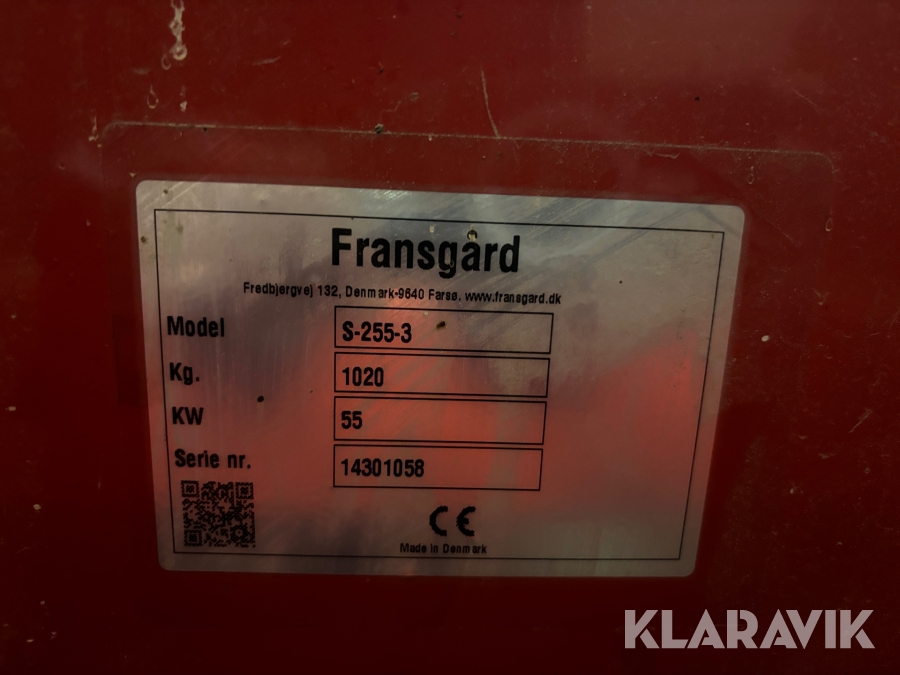 Fransgård
Fredbjergvej 132, Denmark-9640 Farsø. www.fransgard.dk
Model S-255-3
Kg. 1020
KW 55
Serie nr. 14301058
CE
Made in Denmark
KLARAVIK